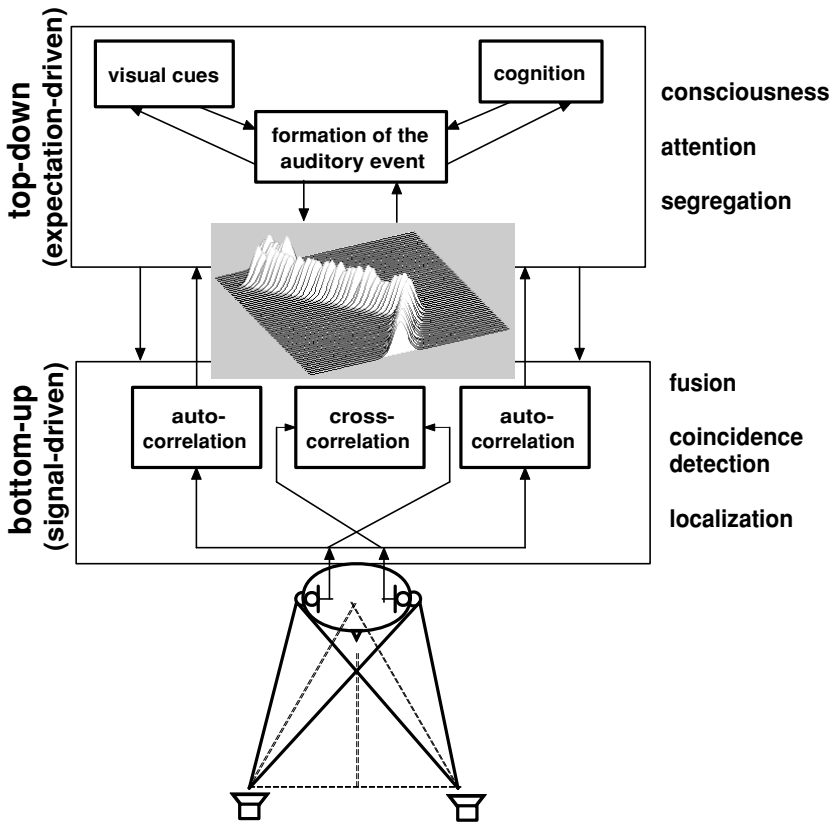 top-down
(expectation-driven)
visual cues
cognition
formation of the
auditory event
consciousness
attention
segregation
bottom-up
(signal-driven)
auto-
correlation
cross-
correlation
auto-
correlation
fusion
coincidence
detection
localization